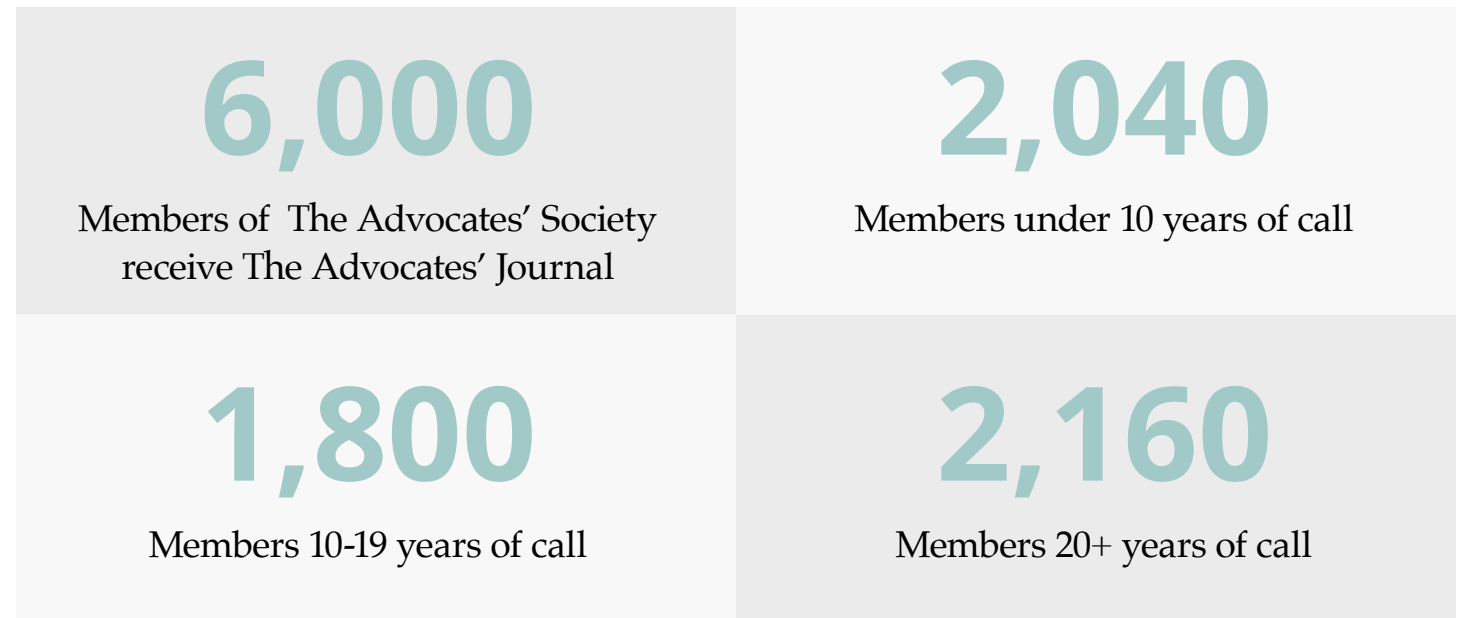 6,000
Members of  The Advocates’ Society
receive The Advocates’ Journal
2,040
Members under 10 years of call
1,800
Members 10-19 years of call
2,160
Members 20+ years of call